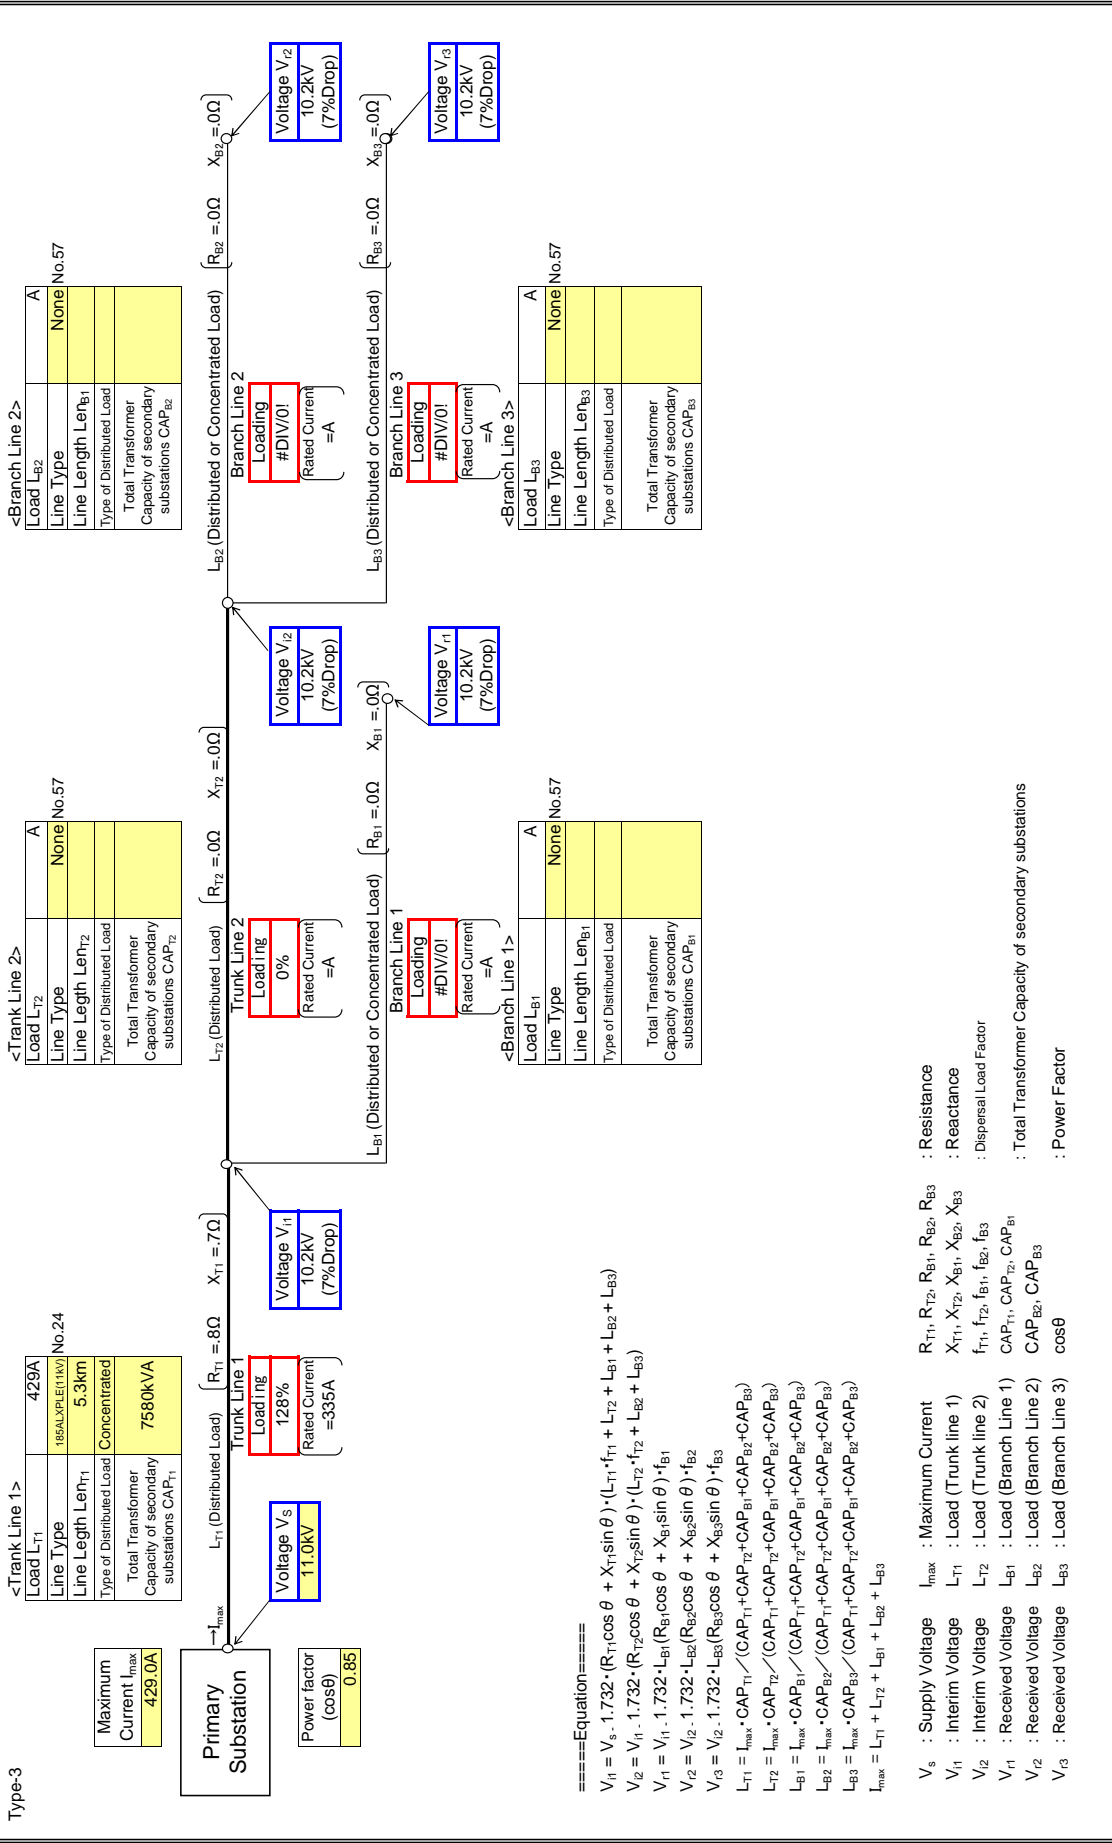 Type-3
Maximum
Current Imax
429.0A
Primary
Substation
→Imax
Power factor
(cosθ)
0.85
Voltage VS
11.0kV
<Trank Line 1>
Load LT1 429A
Line Type 185ALXPLE(11kV) No.24
Line Legth LenT1 5.3km
Type of Distributed Load Concentrated
Total Transformer
Capacity of secondary
substations CAPT1
7580kVA
LT1 (Distributed Load)
RT1 =.8Ω XT1 =.7Ω
Trunk Line 1
Loading
128%
Rated Current
=335A
Voltage Vi1
10.2kV
(7%Drop)
<Trank Line 2>
Load LT2 A
Line Type None No.57
Line Length LenT2
Type of Distributed Load
Total Transformer
Capacity of secondary
substations CAPT2
LT2 (Distributed Load)
RT2 =.0Ω XT2 =.0Ω
Trunk Line 2
Loading
0%
Rated Current
=A
Voltage Vi2
10.2kV
(7%Drop)
LB1 (Distributed or Concentrated Load)
RB1 =.0Ω XB1 =.0Ω
Branch Line 1
Loading
#DIV/0!
Rated Current
=A
Voltage Vr1
10.2kV
(7%Drop)
<Branch Line 1>
Load LB1 A
Line Type None No.57
Line Length LenB1
Type of Distributed Load
Total Transformer
Capacity of secondary
substations CAPB1
<Branch Line 2>
Load LB2 A
Line Type None No.57
Line Length LenB1
Type of Distributed Load
Total Transformer
Capacity of secondary
substations CAPB2
LB2 (Distributed or Concentrated Load)
RB2 =.0Ω XB2 =.0Ω
Branch Line 2
Loading
#DIV/0!
Rated Current
=A
Voltage Vr2
10.2kV
(7%Drop)
LB3 (Distributed or Concentrated Load)
RB3 =.0Ω XB3 =.0Ω
Branch Line 3
Loading
#DIV/0!
Rated Current
=A
Voltage Vr3
10.2kV
(7%Drop)
<Branch Line 3>
Load LB3 A
Line Type None No.57
Line Length LenB3
Type of Distributed Load
Total Transformer
Capacity of secondary
substations CAPB3
=====Equation=====
Vi1 = Vs - 1.732・(RT1cosθ + XT1sinθ)・(LT1・fT1 + LT2 + LB1 + LB2 + LB3)
Vi2 = Vi1 - 1.732・(RT2cosθ + XT2sinθ)・(LT2・fT2 + LB2 + LB3)
Vr1 = Vi1 - 1.732・LB1(RB1cosθ + XB1sinθ)・fB1
Vr2 = Vi2 - 1.732・LB2(RB2cosθ + XB2sinθ)・fB2
Vr3 = Vi2 - 1.732・LB3(RB3cosθ + XB3sinθ)・fB3
LT1 = Imax・CAPT1／(CAPT1+CAPT2+CAPB1+CAPB2+CAPB3)
LT2 = Imax・CAPT2／(CAPT1+CAPT2+CAPB1+CAPB2+CAPB3)
LB1 = Imax・CAPB1／(CAPT1+CAPT2+CAPB1+CAPB2+CAPB3)
LB2 = Imax・CAPB2／(CAPT1+CAPT2+CAPB1+CAPB2+CAPB3)
LB3 = Imax・CAPB3／(CAPT1+CAPT2+CAPB1+CAPB2+CAPB3)
Imax = LT1 + LT2 + LB1 + LB2 + LB3
Vs : Supply Voltage Imax : Maximum Current RT1, RT2, RB1, RB2, RB3 : Resistance
Vi1 : Interim Voltage LT1 : Load (Trunk line 1) XT1, XT2, XB1, XB2, XB3 : Reactance
Vi2 : Interim Voltage LT2 : Load (Trunk line 2) fT1, fT2, fB1, fB2, fB3 : Dispersal Load Factor
Vr1 : Received Voltage LB1 : Load (Branch Line 1) CAPT1, CAPT2, CAPB1 : Total Transformer Capacity of secondary substations
Vr2 : Received Voltage LB2 : Load (Branch Line 2) CAPB2, CAPB3
Vr3 : Received Voltage LB3 : Load (Branch Line 3) cosθ : Power Factor